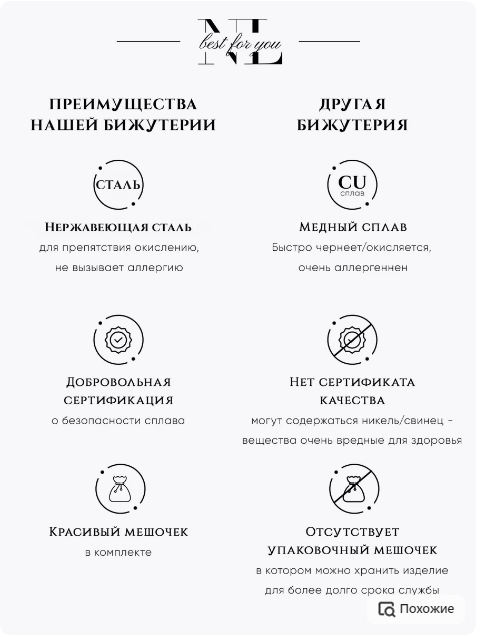 NL
best for you
ПРЕИМУЩЕСТВА
НАШЕЙ БИЖУТЕРИИ
ДРУГАЯ
БИЖУТЕРИЯ
СТАЛЬ
CU
сплав
Нержавеющая сталь
для препятствия окислению,
не вызывает аллергию
Медный сплав
Быстро чернеет/окисляется,
очень аллергеннен
Добровольная
сертификация
о безопасности сплава
Нет сертификата
качества
могут содержаться никель/свинец -
вещества очень вредные для здоровья
Красивый мешочек
в комплекте
Отсутствует
упаковочный мешочек
в котором можно хранить изделие
для более долго срока службы
Похожие